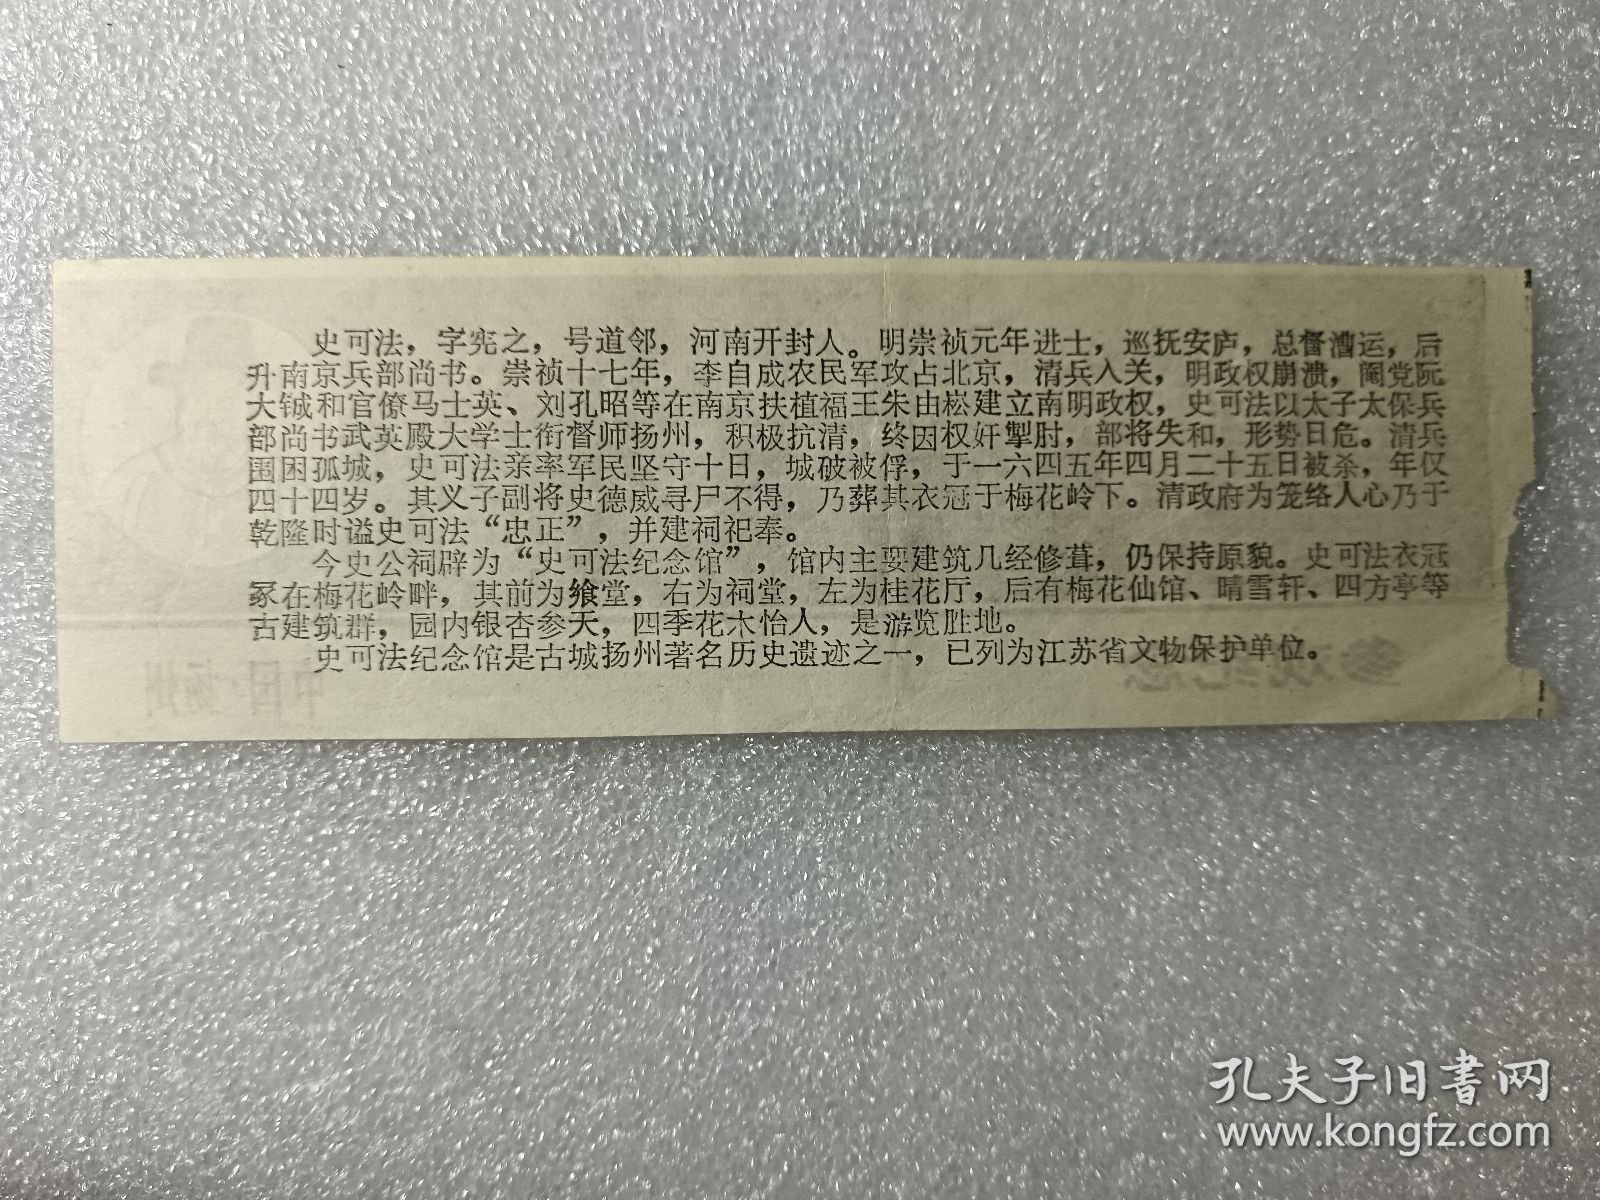 史可法，字宪之，号道邻，河南开封人。明崇祯元年进士，巡抚安庐，总督漕运，后
升南京兵部尚书。崇祯十七年，李自成农民军攻占北京，清兵入关，明政权崩溃，阉党阮
大铖和官僚马士英、刘孔昭等在南京扶植福王朱由崧建立南明政权，史可法以太子太保兵
部尚书武英殿大学士衔督师扬州，积极抗清，终因权奸掣肘，部将失和，形势日危。清兵
围困孤城，史可法亲率军民坚守十日，城破被俘，于一六四五年四月二十五日被杀，年仅
四十四岁。其义子副将史德威寻尸不得，乃葬其衣冠于梅花岭下。清政府为笼络人心乃于
乾隆时谥史可法“忠正”，并建祠祀奉。
今史公祠辟为“史可法纪念馆”，馆内主要建筑几经修葺，仍保持原貌。史可法衣冠
冢在梅花岭畔，其前为飨堂，右为祠堂，左为桂花厅，后有梅花仙馆、晴雪轩、四方亭等
古建筑群，园内银杏参天，四季花木怡人，是游览胜地。
史可法纪念馆是古城扬州著名历史遗迹之一，已列为江苏省文物保护单位。
中国·扬州
参观纪念
孔夫子旧书网
www.kongfz.com